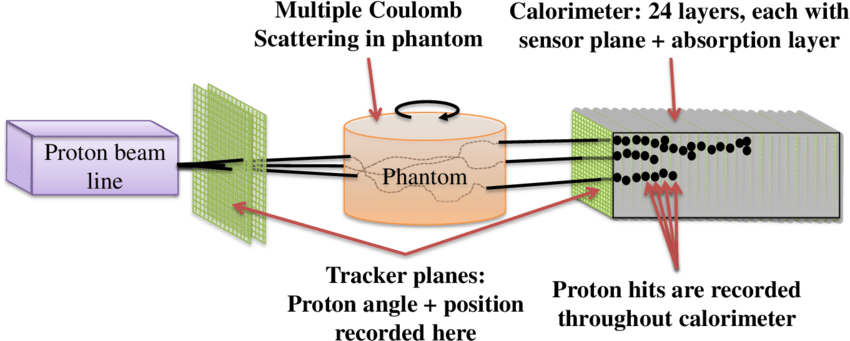 Multiple Coulomb
Scattering in phantom
Calorimeter: 24 layers, each with
sensor plane + absorption layer
Proton beam
line
Phantom
Tracker planes:
Proton angle + position
recorded here
Proton hits are recorded
throughout calorimeter